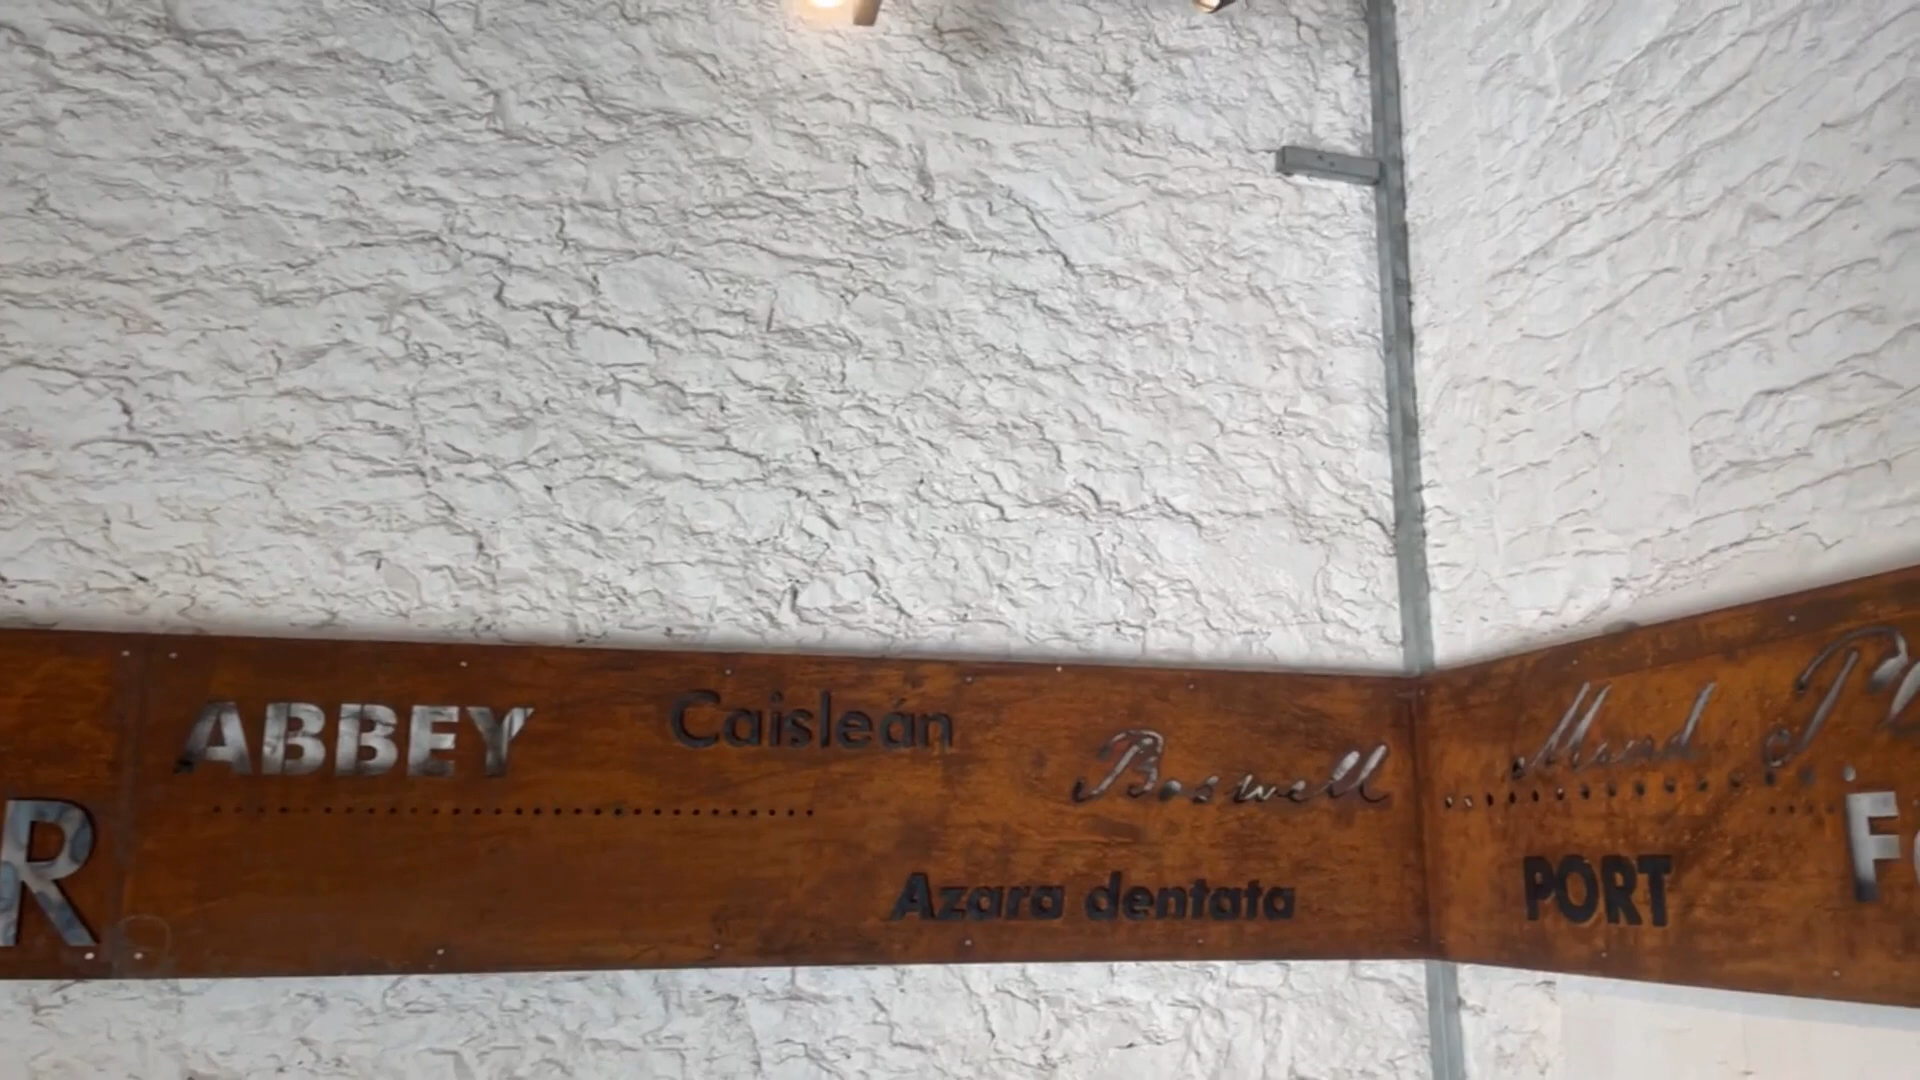 R
ABBEY
Caisleán
Boswell
Azara dentata
PORT